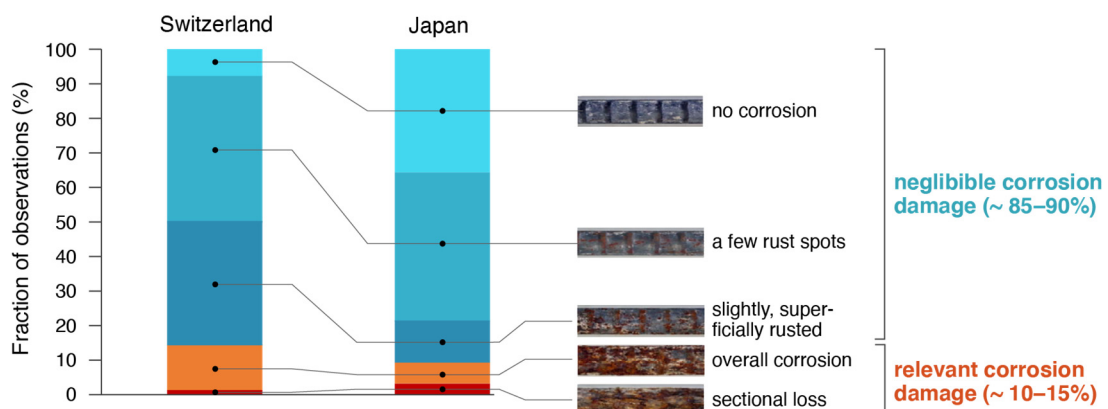 Switzerland
Japan
Fraction of observations (%)
100
90
80
70
60
50
40
30
20
10
0
no corrosion
a few rust spots
slightly, super-
ficially rusted
overall corrosion
sectional loss
neglibible corrosion
damage (~ 85–90%)
relevant corrosion
damage (~ 10–15%)